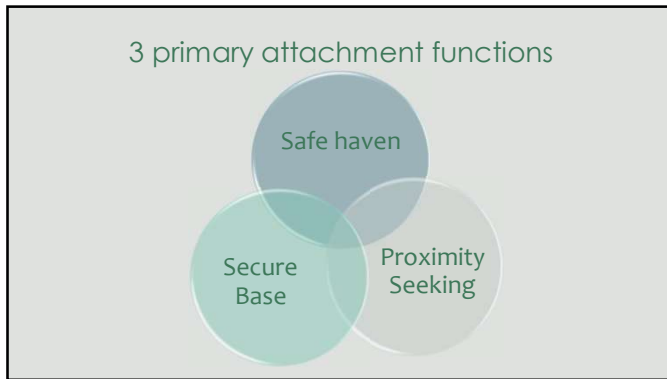 3 primary attachment functions
Safe haven
Secure
Base
Proximity
Seeking